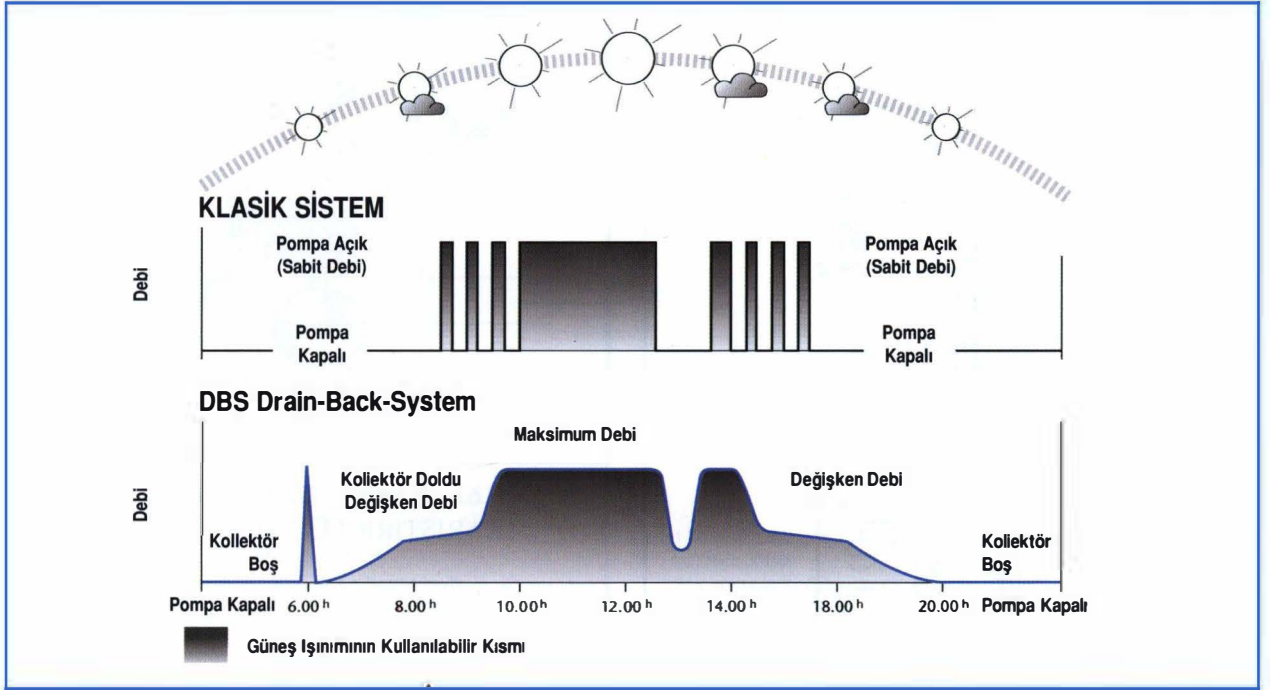 KLASİK SİSTEM
Debi
Pompa Açık
(Sabit Debi)
Pompa Açık
(Sabit Debi)
Pompa
Kapalı
Pompa
Kapalı
DBS Drain-Back-System
Maksimum Debi
Debi
Kollektör Doldu
Değişken Debi
Değişken Debi
Kollektör
Boş
Kollektör
Boş
Pompa Kapalı 6.00 h 8.00 h 10.00 h 12.00 h 14.00 h 18.00 h 20.00 h Pompa Kapalı
Güneş Işınımının Kullanılabilir Kısmı